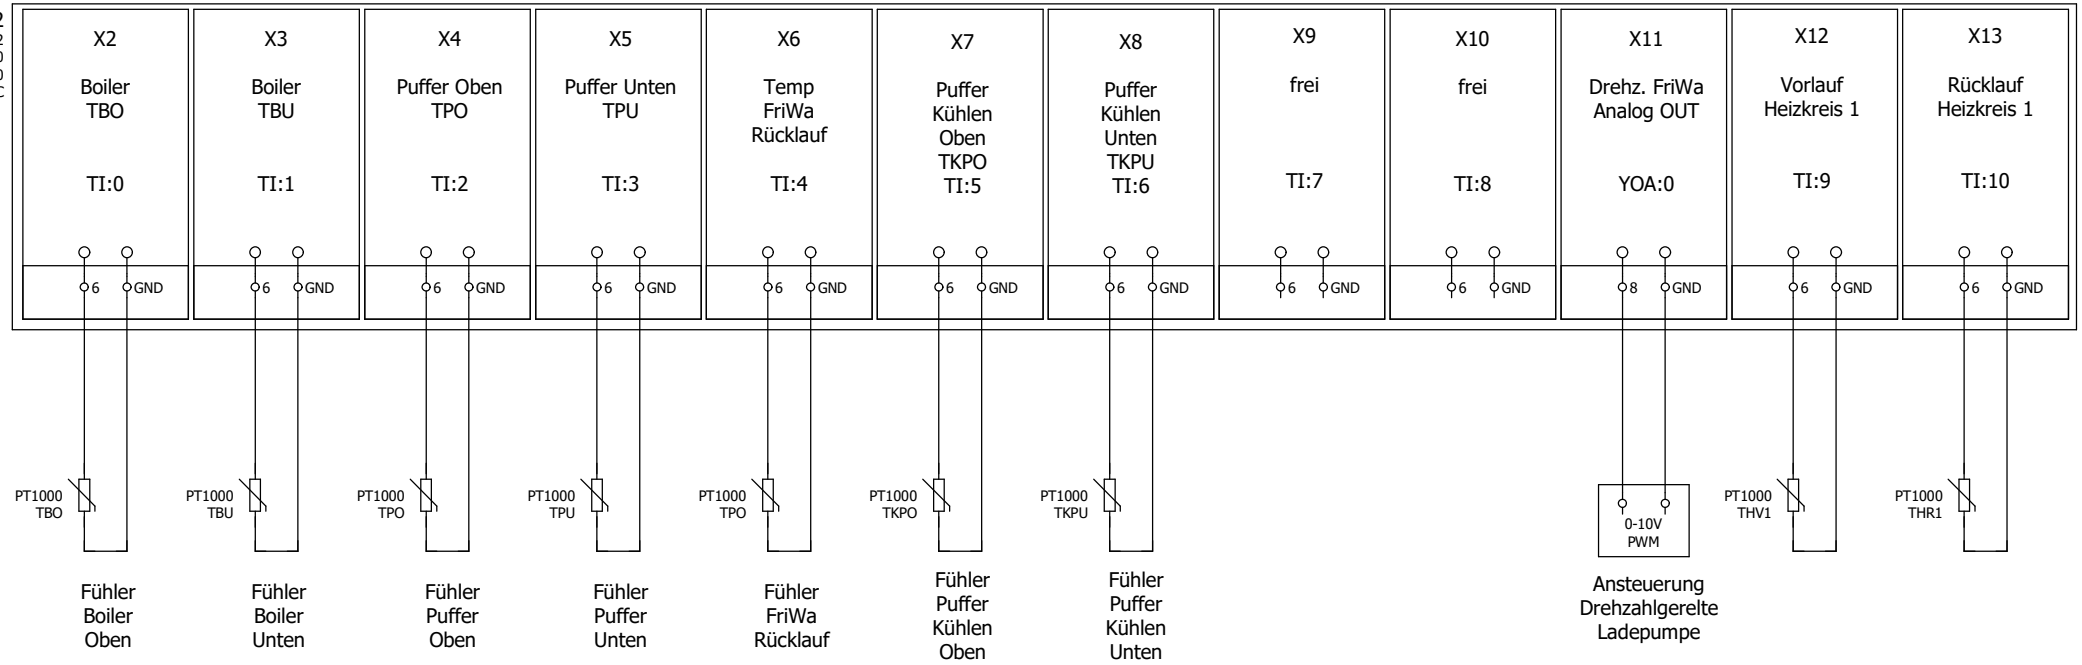 X2
Boiler
TBO
TI:0
X3
Boiler
TBU
TI:1
X4
Puffer Oben
TPO
TI:2
X5
Puffer Unten
TPU
TI:3
X6
Temp
FriWa
Rücklauf
TI:4
X7
Puffer
Kühlen
Oben
TKPO
TI:5
X8
Puffer
Kühlen
Unten
TKPU
TI:6
X9
frei
TI:7
X10
frei
TI:8
X11
Drehz. FriWa
Analog OUT
YOA:0
X12
Vorlauf
Heizkreis 1
TI:9
X13
Rücklauf
Heizkreis 1
TI:10
6 GND
6 GND
6 GND
6 GND
6 GND
6 GND
6 GND
6 GND
6 GND
8 GND
6 GND
6 GND
PT1000
TBO
PT1000
TBU
PT1000
TPO
PT1000
TPU
PT1000
TPO
PT1000
TKPO
PT1000
TKPU
0-10V
PWM
PT1000
THV1
PT1000
THR1
Fühler
Boiler
Oben
Fühler
Boiler
Unten
Fühler
Puffer
Oben
Fühler
Puffer
Unten
Fühler
FriWa
Rücklauf
Fühler
Puffer
Kühlen
Oben
Fühler
Puffer
Kühlen
Unten
Ansteuerung
Drehzahlgerelte
Ladepumpe